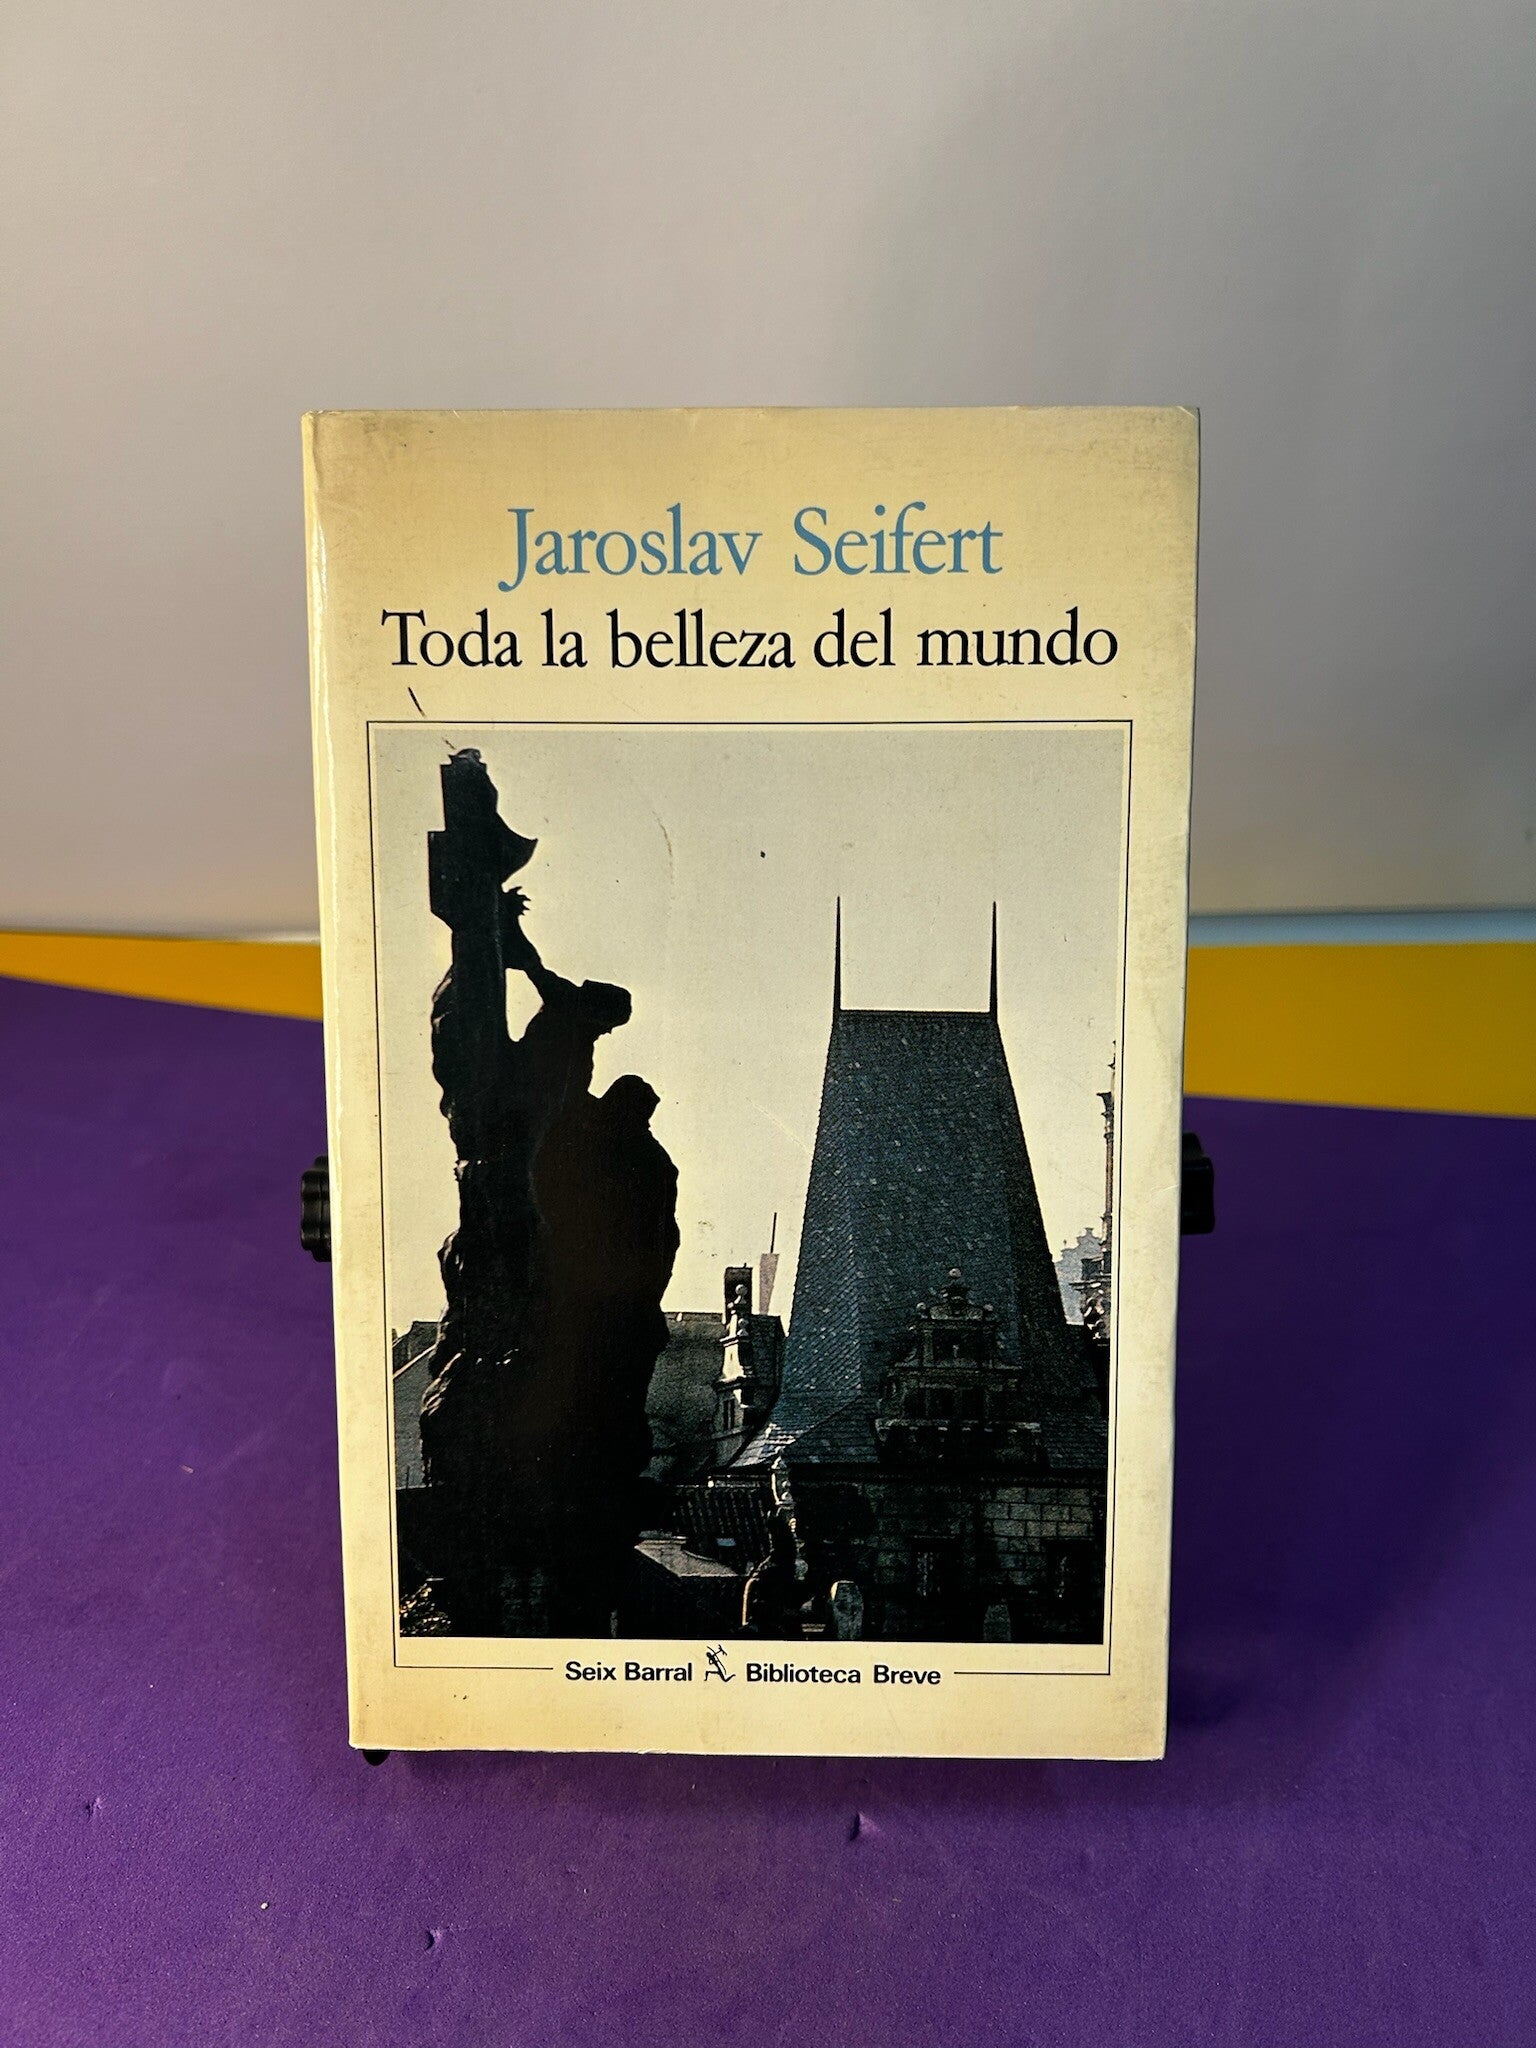 Jaroslav Seifert
Toda la belleza del mundo
Seix Barral Biblioteca Breve